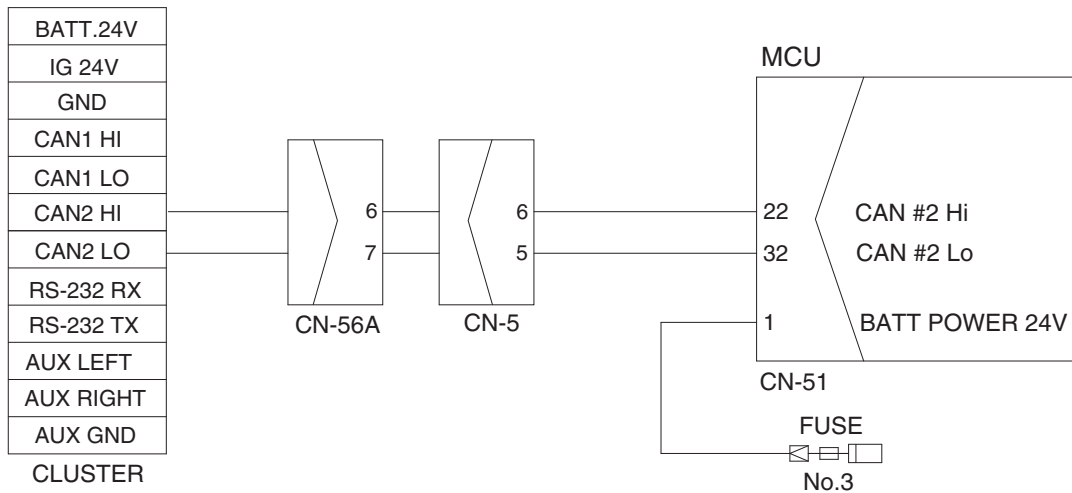 BATT.24V
IG 24V
GND
CAN1 HI
CAN1 LO
CAN2 HI
CAN2 LO
RS-232 RX
RS-232 TX
AUX LEFT
AUX RIGHT
AUX GND
CLUSTER
6
7
CN-56A
6
5
CN-5
MCU
22 CAN #2 Hi
32 CAN #2 Lo
1 BATT POWER 24V
CN-51
FUSE
No.3